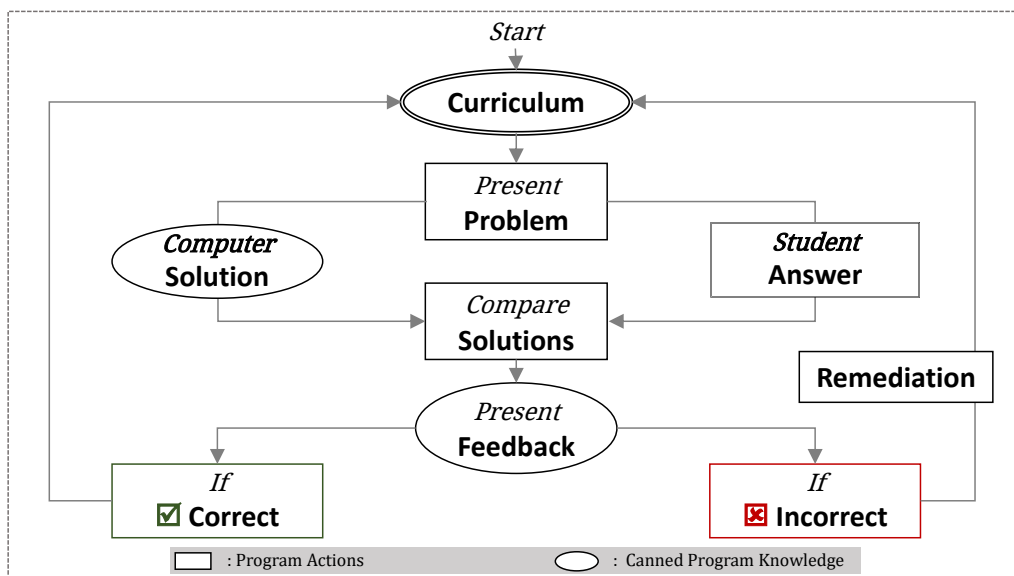 Start
Curriculum
Present
Problem
Computer
Solution
Student
Answer
Compare
Solutions
Remediation
Present
Feedback
If
Correct
If
Incorrect
: Program Actions
: Canned Program Knowledge